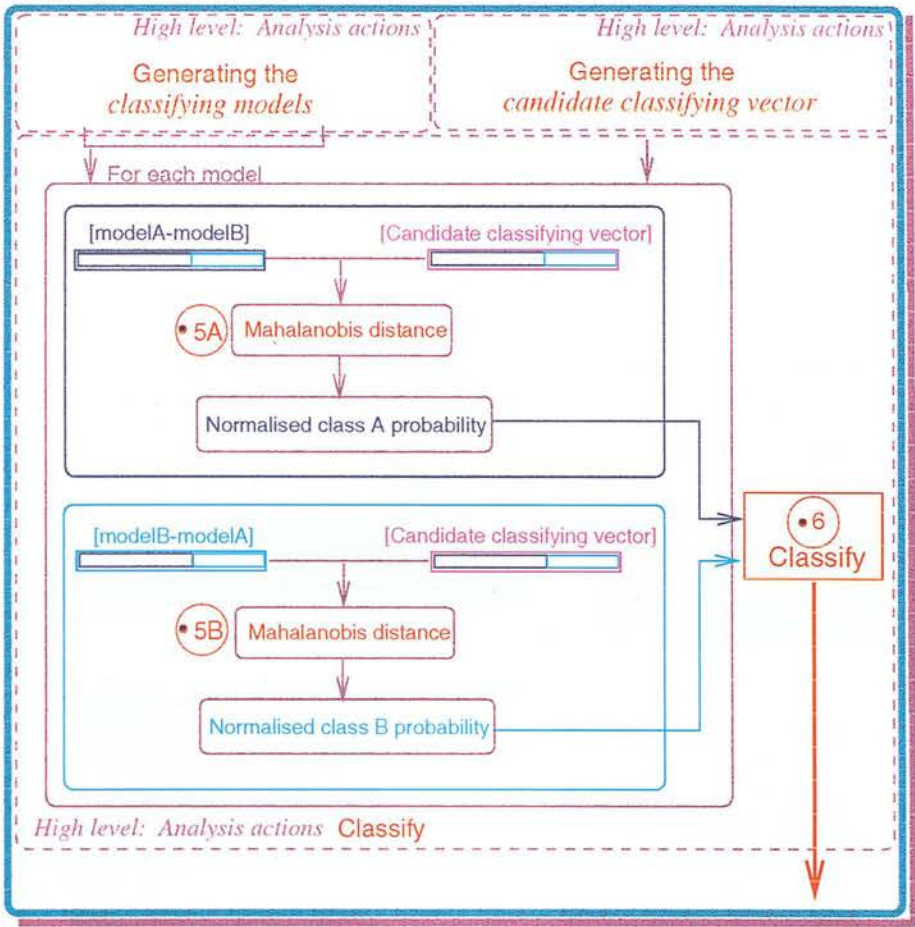 High level: Analysis actions
Generating the
classifying models
High level: Analysis actions
Generating the
candidate classifying vector
For each model
[modelA-modelB]
[Candidate classifying vector]
5A
Mahalanobis distance
Normalised class A probability
[modelB-modelA]
[Candidate classifying vector]
5B
Mahalanobis distance
Normalised class B probability
6
Classify
High level: Analysis actions Classify